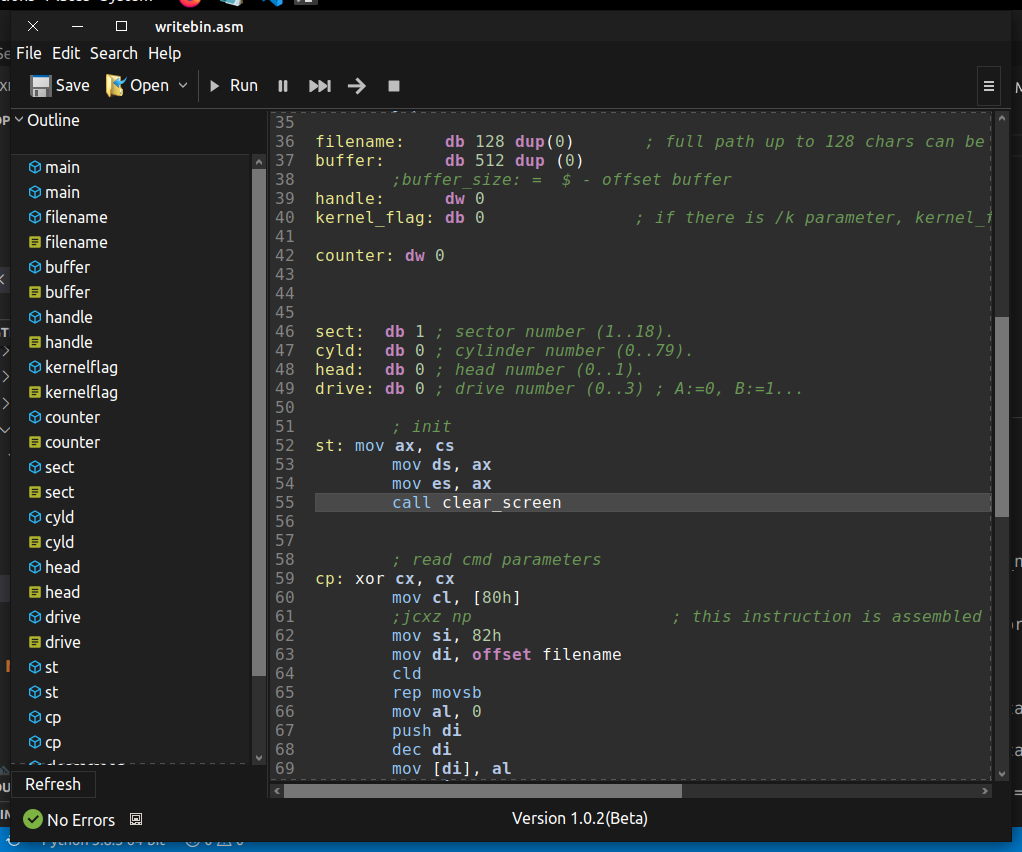 writebin.asm
File Edit Search Help
Save Open Run
Outline
main
main
filename
filename
buffer
buffer
handle
handle
kernelflag
kernelflag
counter
counter
sect
sect
cyld
cyld
head
head
drive
drive
st
st
cp
cp
Refresh
35
36 filename: db 128 dup(0) ; full path up to 128 chars can be
37 buffer: db 512 dup (0)
38 ;buffer_size: = $ - offset buffer
39 handle: dw 0
40 kernel_flag: db 0 ; if there is /k parameter, kernel_f
41
42 counter: dw 0
43
44
45
46 sect: db 1 ; sector number (1..18).
47 cyld: db 0 ; cylinder number (0..79).
48 head: db 0 ; head number (0..1).
49 drive: db 0 ; drive number (0..3) ; A:=0, B:=1...
50
51 ; init
52 st: mov ax, cs
53 mov ds, ax
54 mov es, ax
55 call clear_screen
56
57
58 ; read cmd parameters
59 cp: xor cx, cx
60 mov cl, [80h]
61 ;jcxz np ; this instruction is assembled
62 mov si, 82h
63 mov di, offset filename
64 cld
65 rep movsb
66 mov al, 0
67 push di
68 dec di
69 mov [di], al
No Errors
Version 1.0.2(Beta)